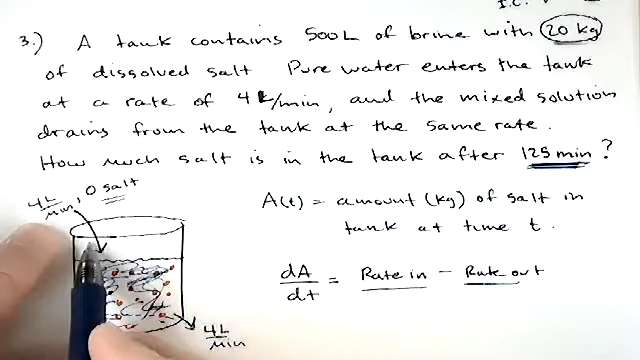 I.C.
3.) A tank contains 500L of brine with 20 kg
of dissolved salt Pure water enters the tank
at a rate of 4L/min, and the mixed solution
drains from the tank at the same rate.
How much salt is in the tank after 125 min?
4L/min, 0 salt
A(t) = amount (kg) of salt in
tank at time t.
dA/dt = Rate in - Rate out
4L/min